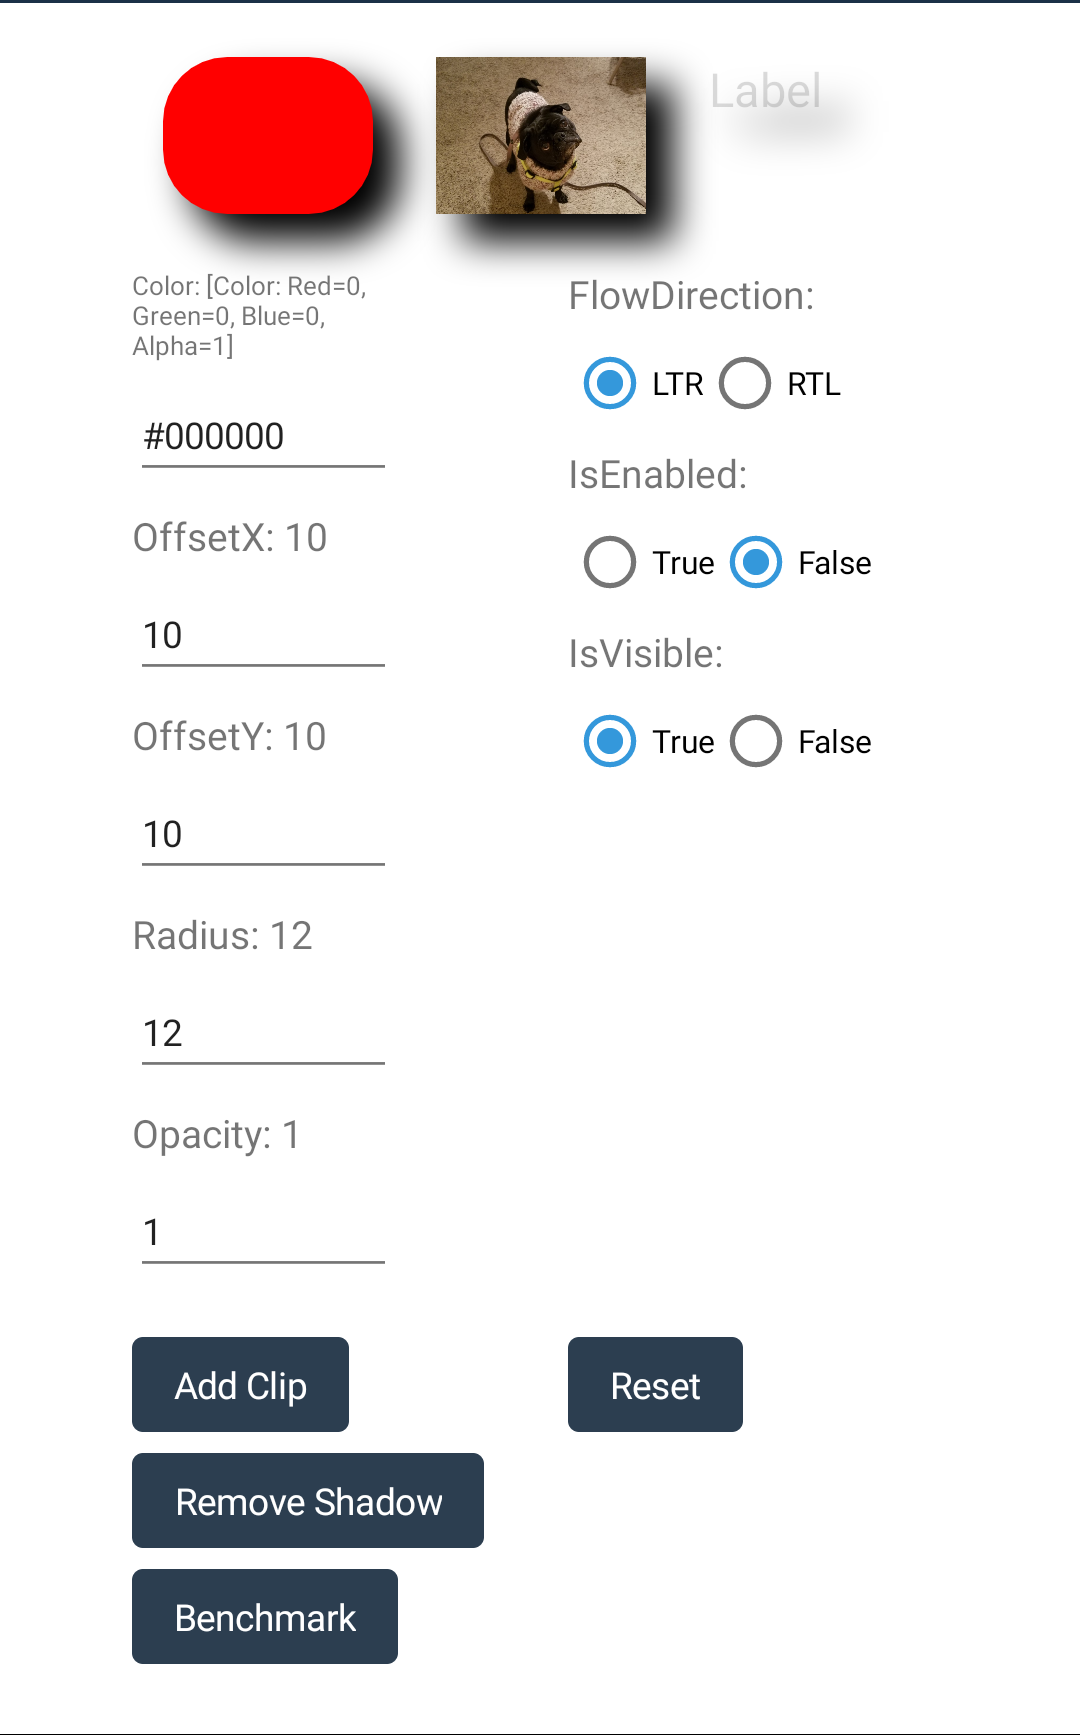 Label
Color: [Color: Red=0,
Green=0, Blue=0,
Alpha=1]
#000000
OffsetX: 10
10
OffsetY: 10
10
Radius: 12
12
Opacity: 1
1
FlowDirection:
LTR RTL
IsEnabled:
True False
IsVisible:
True False
Add Clip
Reset
Remove Shadow
Benchmark